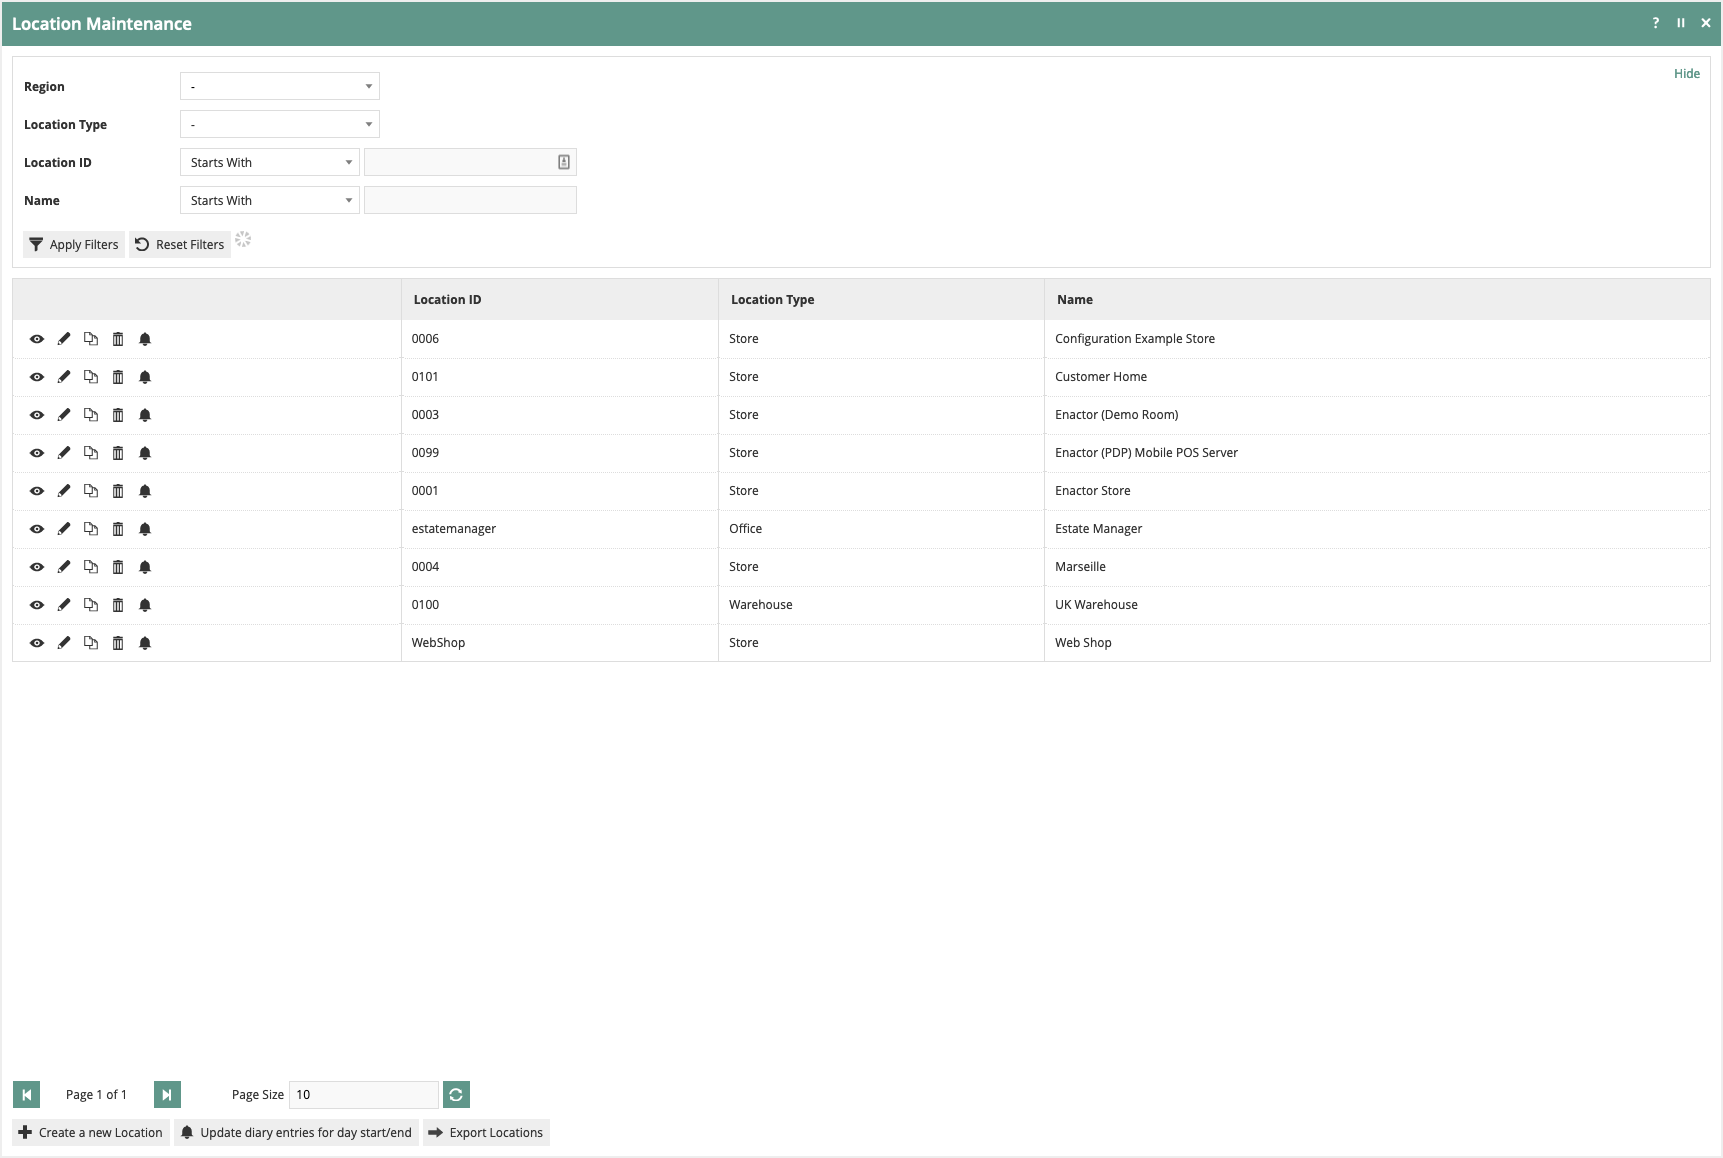 Location Maintenance
?
Hide
Region -
Location Type -
Location ID Starts With
Name Starts With
Apply Filters Reset Filters
Location ID Location Type Name
0006 Store Configuration Example Store
0101 Store Customer Home
0003 Store Enactor (Demo Room)
0099 Store Enactor (PDP) Mobile POS Server
0001 Store Enactor Store
estatemanager Office Estate Manager
0004 Store Marseille
0100 Warehouse UK Warehouse
WebShop Store Web Shop
Page 1 of 1 Page Size 10
Create a new Location Update diary entries for day start/end Export Locations